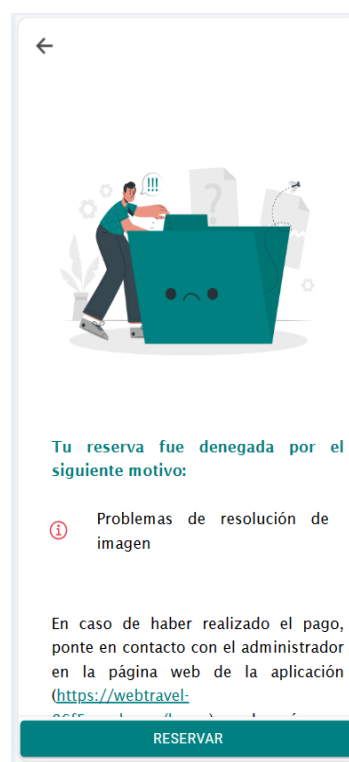 !!!
?
Tu reserva fue denegada por el
siguiente motivo:
Problemas de resolución de
imagen
En caso de haber realizado el pago,
ponte en contacto con el administrador
en la página web de la aplicación
(https://webtravel-
RESERVAR